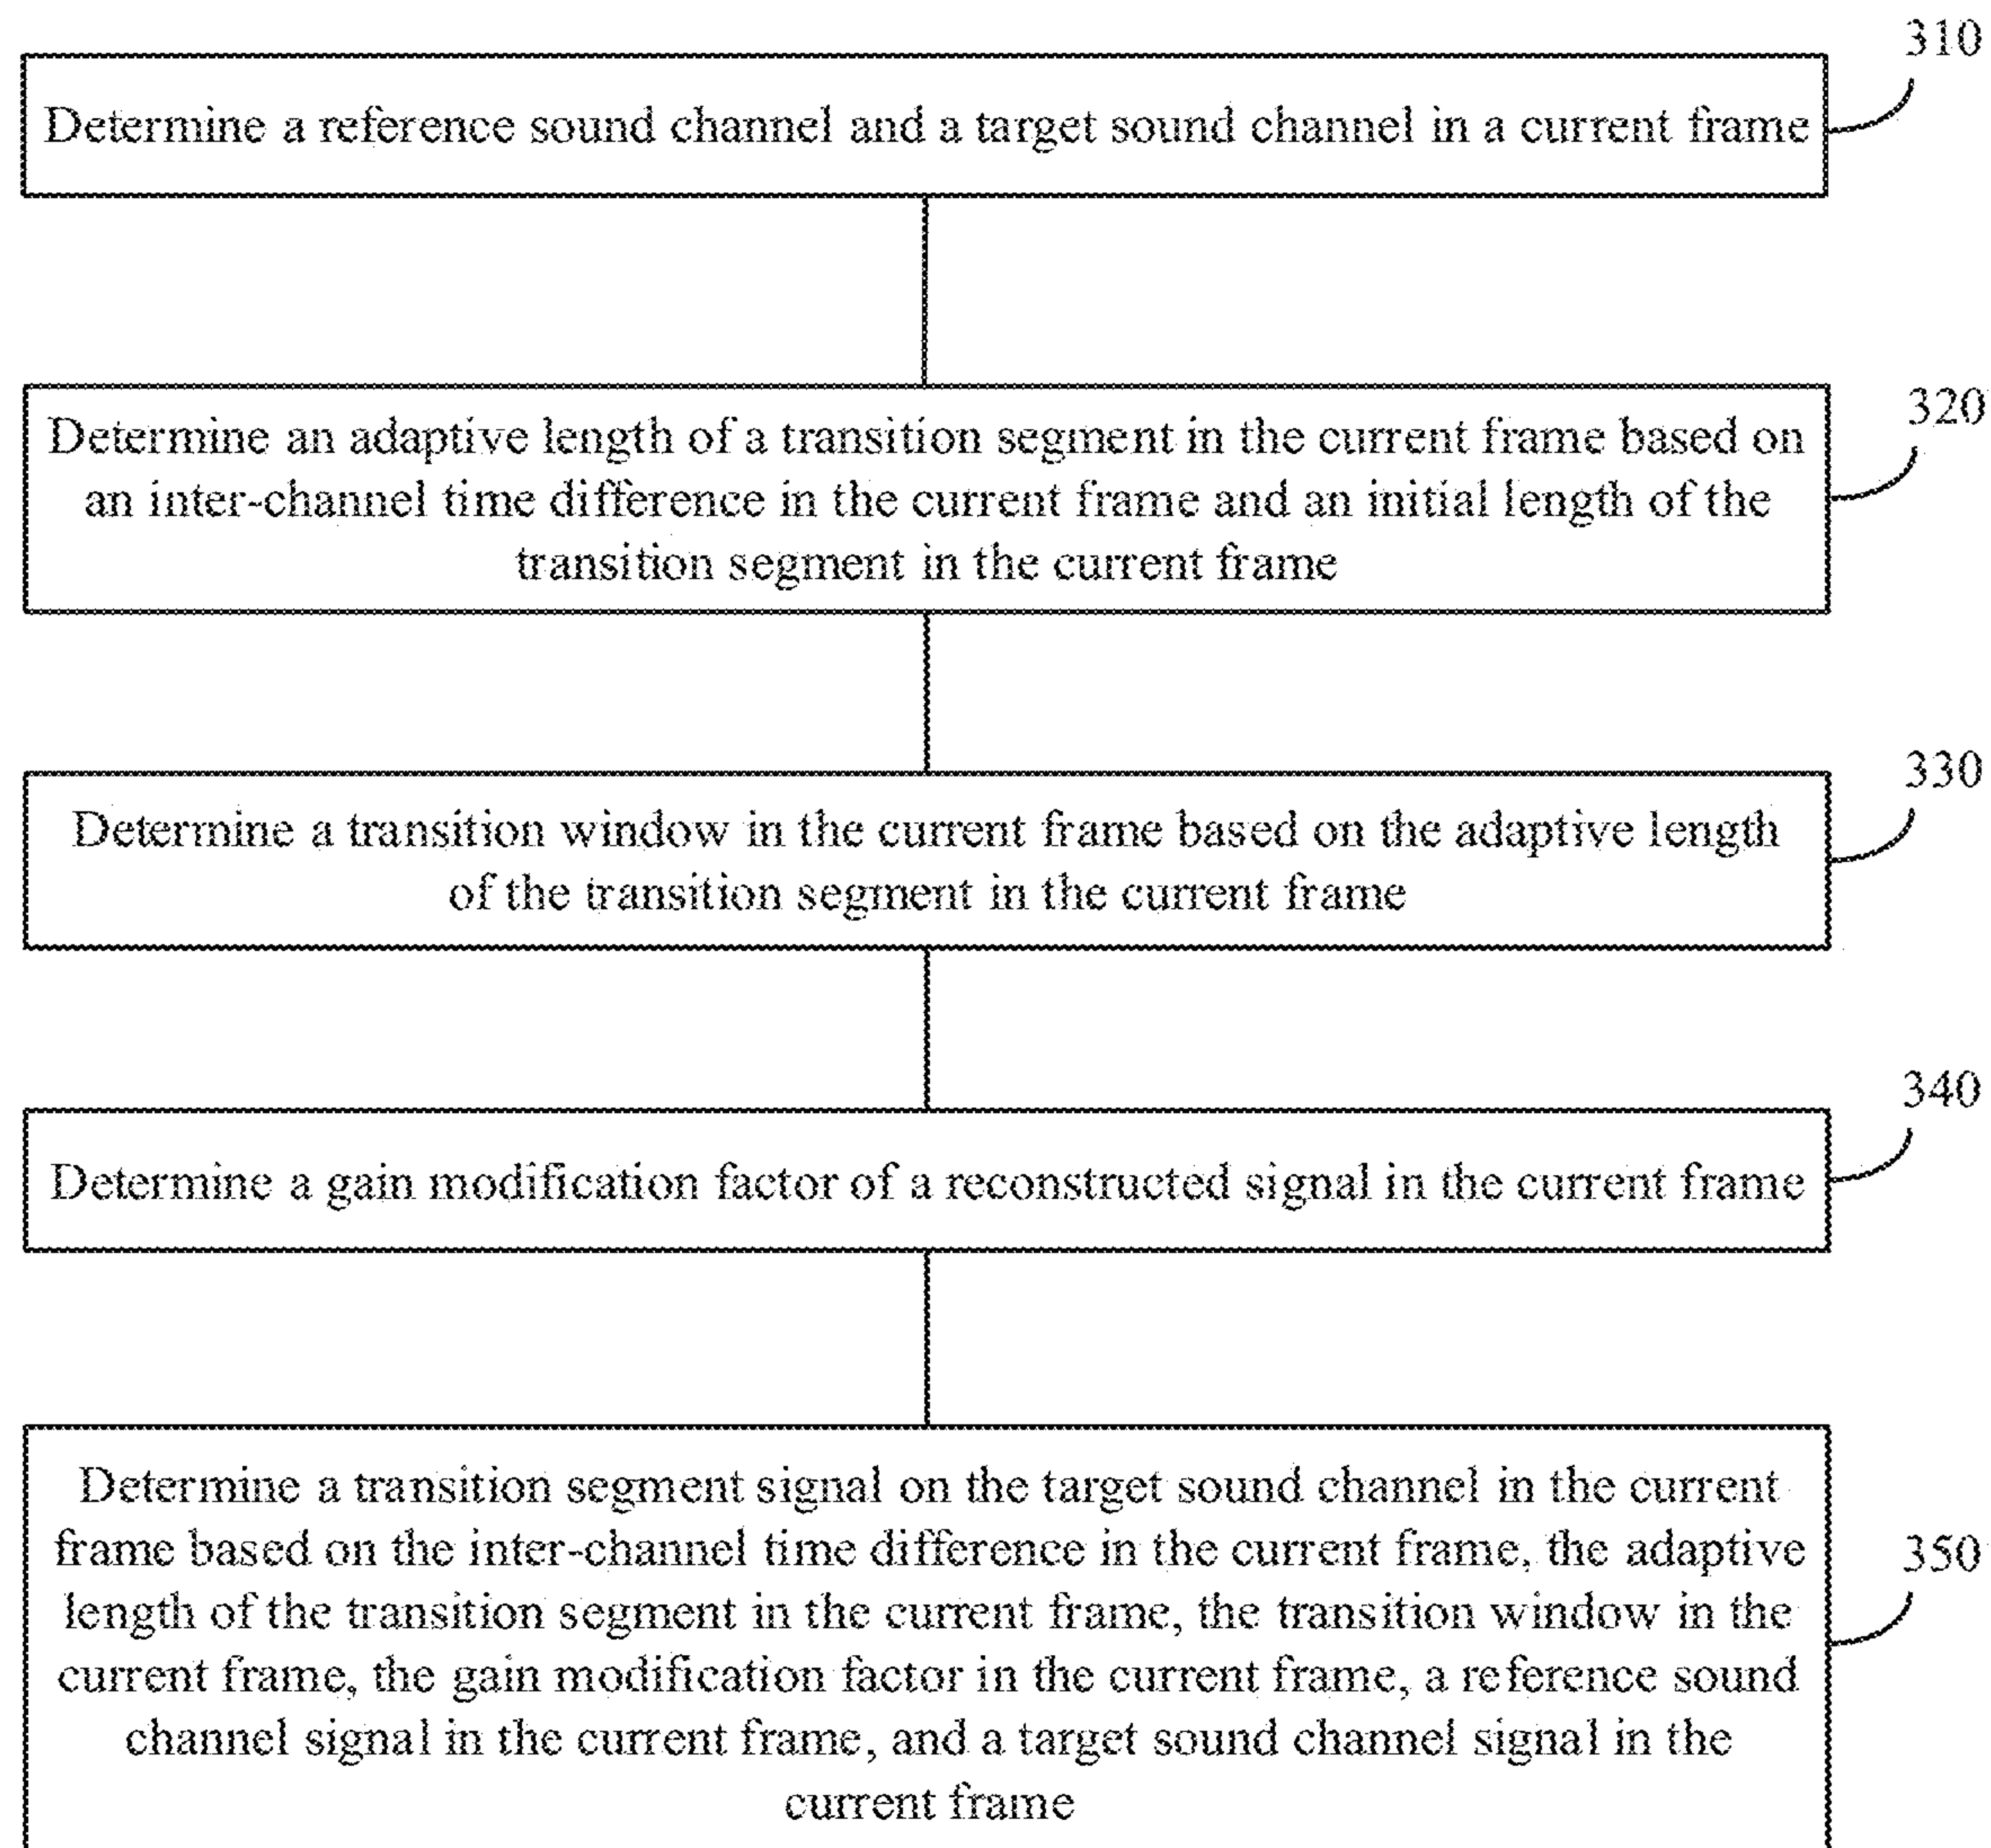 310
Determine a reference sound channel and a target sound channel in a current frame
320
Determine an adaptive length of a transition segment in the current frame based on
an inter-channel time difference in the current frame and an initial length of the
transition segment in the current frame
330
Determine a transition window in the current frame based on the adaptive length
of the transition segment in the current frame
340
Determine a gain modification factor of a reconstructed signal in the current frame
350
Determine a transition segment signal on the target sound channel in the current
frame based on the inter-channel time difference in the current frame, the adaptive
length of the transition segment in the current frame, the transition window in the
current frame, the gain modification factor in the current frame, a reference sound
channel signal in the current frame, and a target sound channel signal in the
current frame